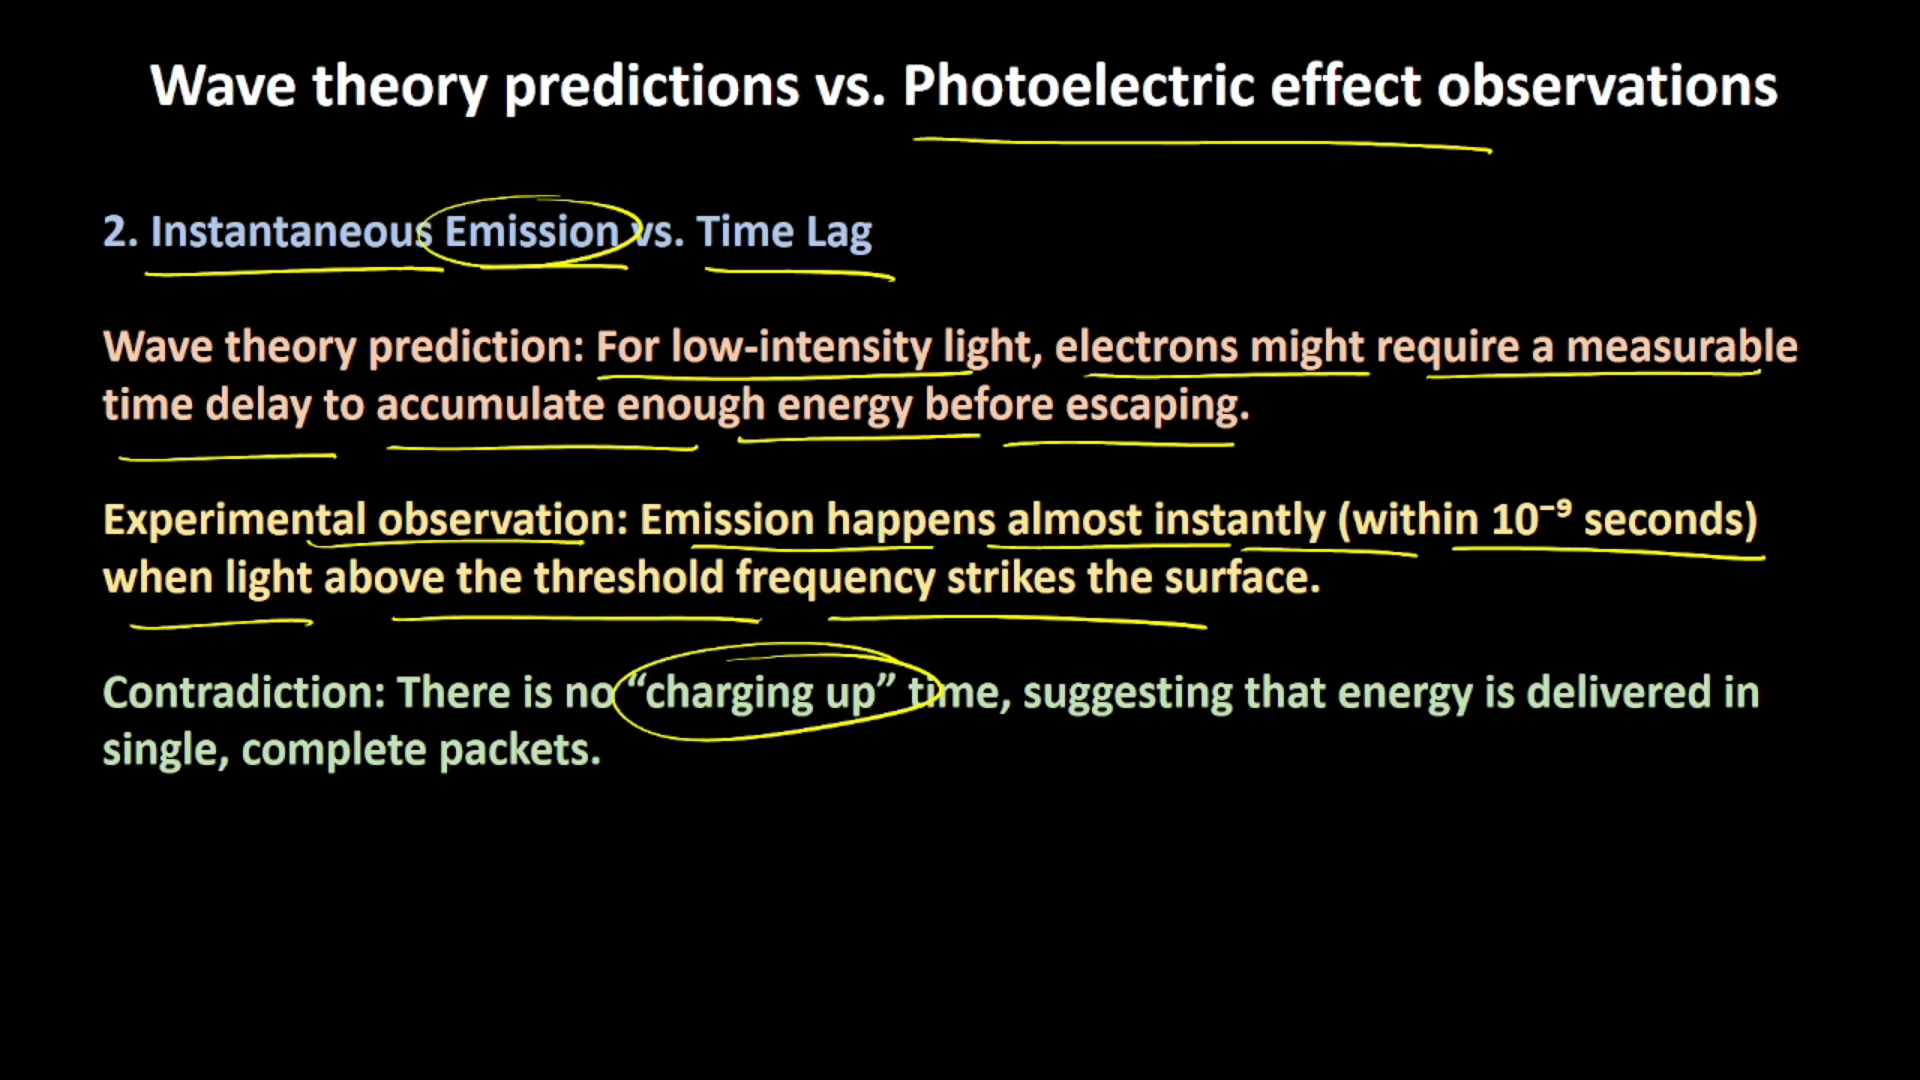 Wave theory predictions vs. Photoelectric effect observations
2. Instantaneous Emission vs. Time Lag
Wave theory prediction: For low-intensity light, electrons might require a measurable
time delay to accumulate enough energy before escaping.
Experimental observation: Emission happens almost instantly (within 10⁻⁹ seconds)
when light above the threshold frequency strikes the surface.
Contradiction: There is no “charging up” time, suggesting that energy is delivered in
single, complete packets.